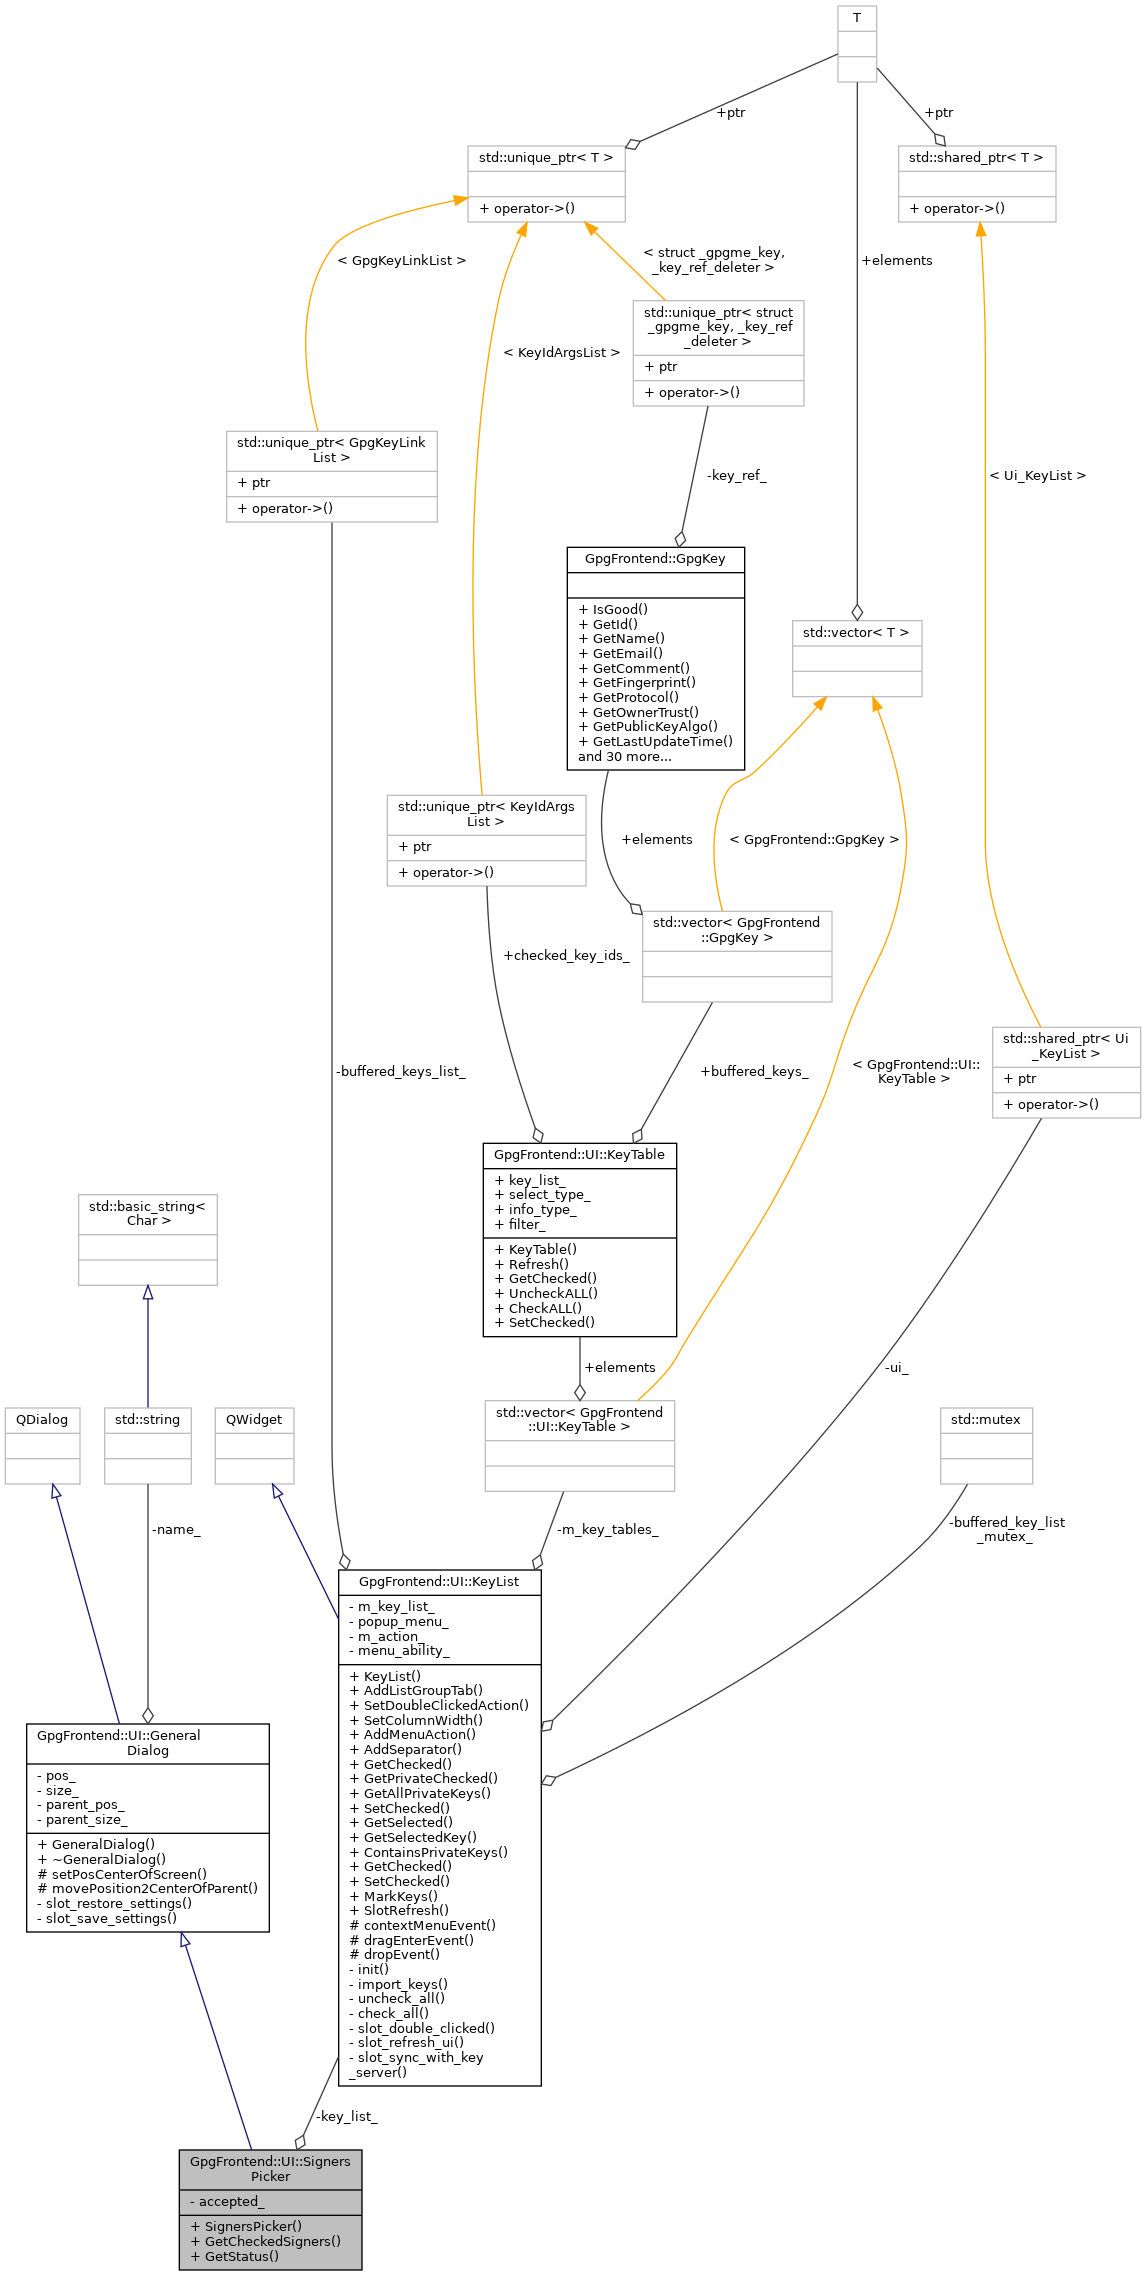 T
+ptr
+ptr
std::unique_ptr< T >
+ operator->()
std::shared_ptr< T >
+ operator->()
< GpgKeyLinkList >
< struct _gpgme_key,
_key_ref_deleter >
+elements
std::unique_ptr< struct
_gpgme_key, _key_ref
_deleter >
+ ptr
+ operator->()
< KeyIdArgsList >
std::unique_ptr< GpgKeyLink
List >
+ ptr
+ operator->()
-key_ref_
< Ui_KeyList >
GpgFrontend::GpgKey
+ IsGood()
+ GetId()
+ GetName()
+ GetEmail()
+ GetComment()
+ GetFingerprint()
+ GetProtocol()
+ GetOwnerTrust()
+ GetPublicKeyAlgo()
+ GetLastUpdateTime()
and 30 more...
std::vector< T >
std::unique_ptr< KeyIdArgs
List >
+ ptr
+ operator->()
+elements
< GpgFrontend::GpgKey >
std::vector< GpgFrontend
::GpgKey >
+checked_key_ids_
-buffered_keys_list_
+buffered_keys_
< GpgFrontend::UI::
KeyTable >
std::shared_ptr< Ui
_KeyList >
+ ptr
+ operator->()
GpgFrontend::UI::KeyTable
+ key_list_
+ select_type_
+ info_type_
+ filter_
+ KeyTable()
+ Refresh()
+ GetChecked()
+ UncheckALL()
+ CheckALL()
+ SetChecked()
std::basic_string<
Char >
+elements
-ui_
QDialog
std::string
QWidget
std::vector< GpgFrontend
::UI::KeyTable >
std::mutex
-name_
-m_key_tables_
-buffered_key_list
_mutex_
GpgFrontend::UI::KeyList
- m_key_list_
- popup_menu_
- m_action_
- menu_ability_
+ KeyList()
+ AddListGroupTab()
+ SetDoubleClickedAction()
+ SetColumnWidth()
+ AddMenuAction()
+ AddSeparator()
+ GetChecked()
+ GetPrivateChecked()
+ GetAllPrivateKeys()
+ SetChecked()
+ GetSelected()
+ GetSelectedKey()
+ ContainsPrivateKeys()
+ GetChecked()
+ SetChecked()
+ MarkKeys()
+ SlotRefresh()
# contextMenuEvent()
# dragEnterEvent()
# dropEvent()
- init()
- import_keys()
- uncheck_all()
- check_all()
- slot_double_clicked()
- slot_refresh_ui()
- slot_sync_with_key
_server()
GpgFrontend::UI::General
Dialog
- pos_
- size_
- parent_pos_
- parent_size_
+ GeneralDialog()
+ ~GeneralDialog()
# setPosCenterOfScreen()
# movePosition2CenterOfParent()
- slot_restore_settings()
- slot_save_settings()
-key_list_
GpgFrontend::UI::Signers
Picker
- accepted_
+ SignersPicker()
+ GetCheckedSigners()
+ GetStatus()